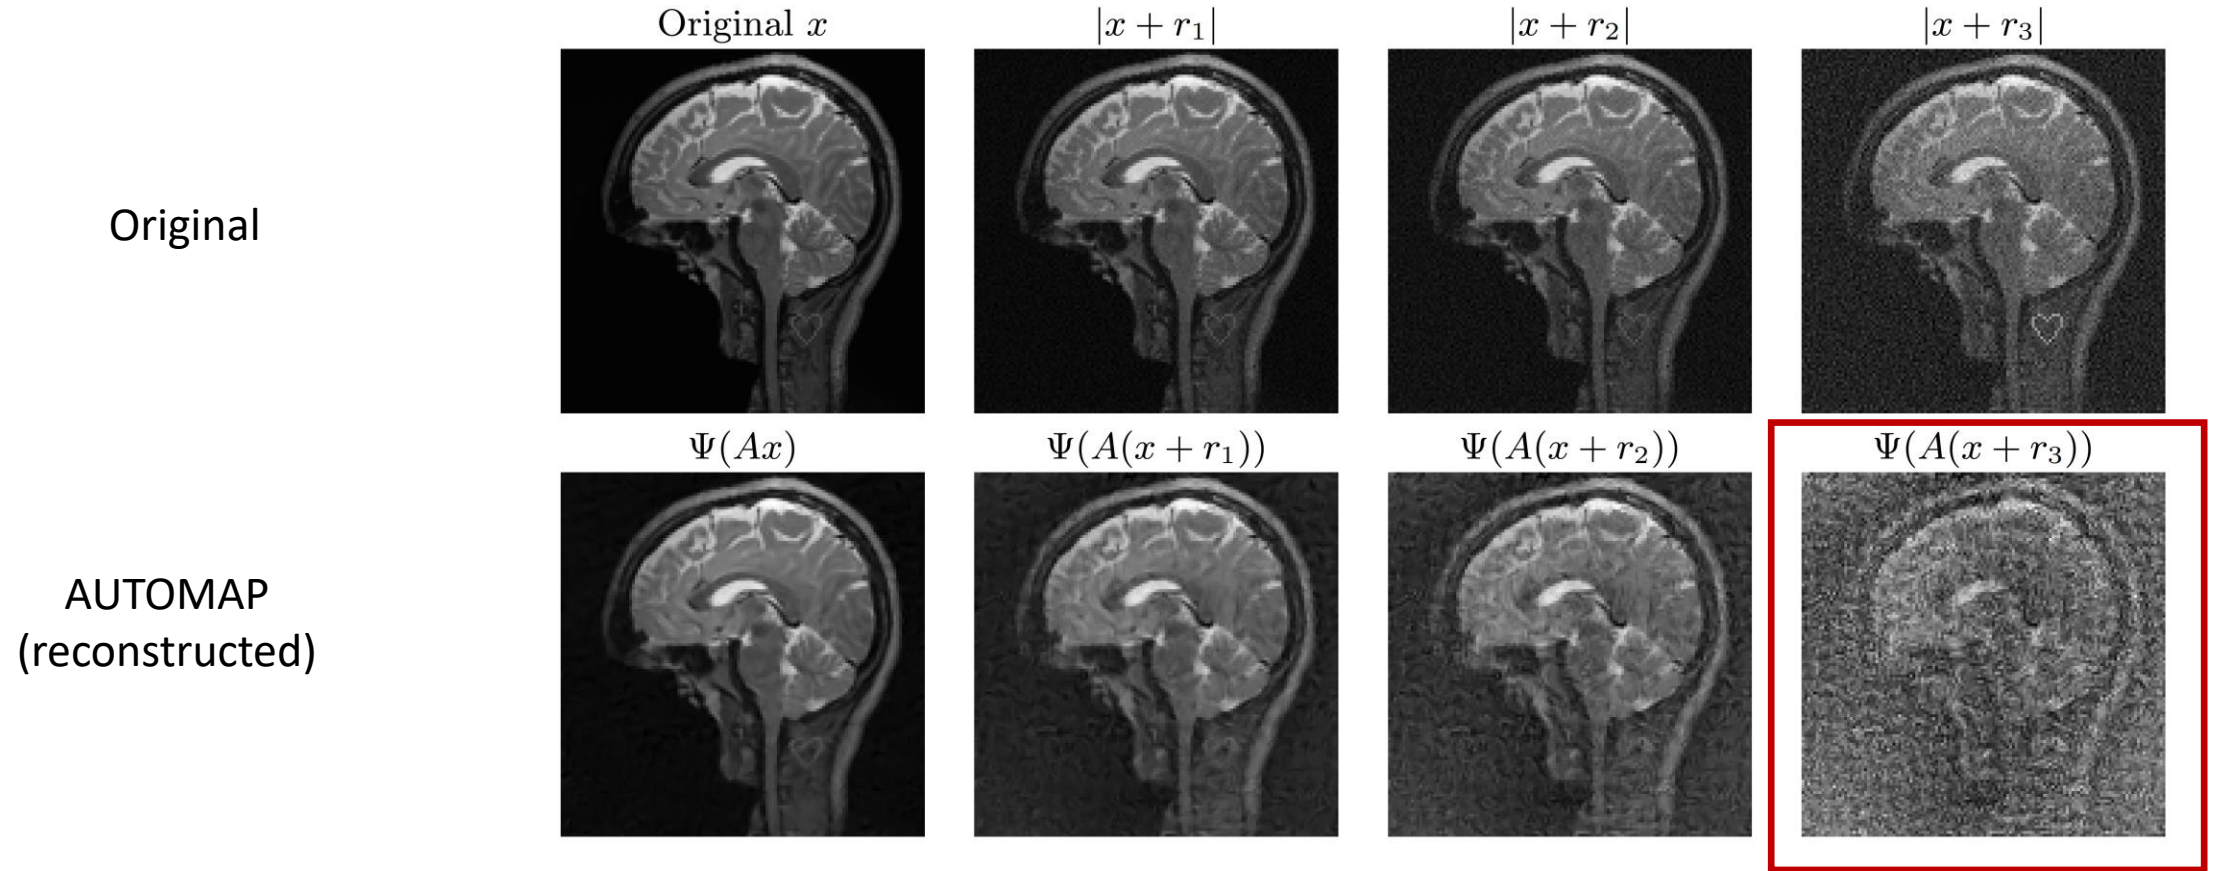 Original x
|x + r₁|
|x + r₂|
|x + r₃|
Original
Ψ(Ax)
Ψ(A(x + r₁))
Ψ(A(x + r₂))
Ψ(A(x + r₃))
AUTOMAP
(reconstructed)